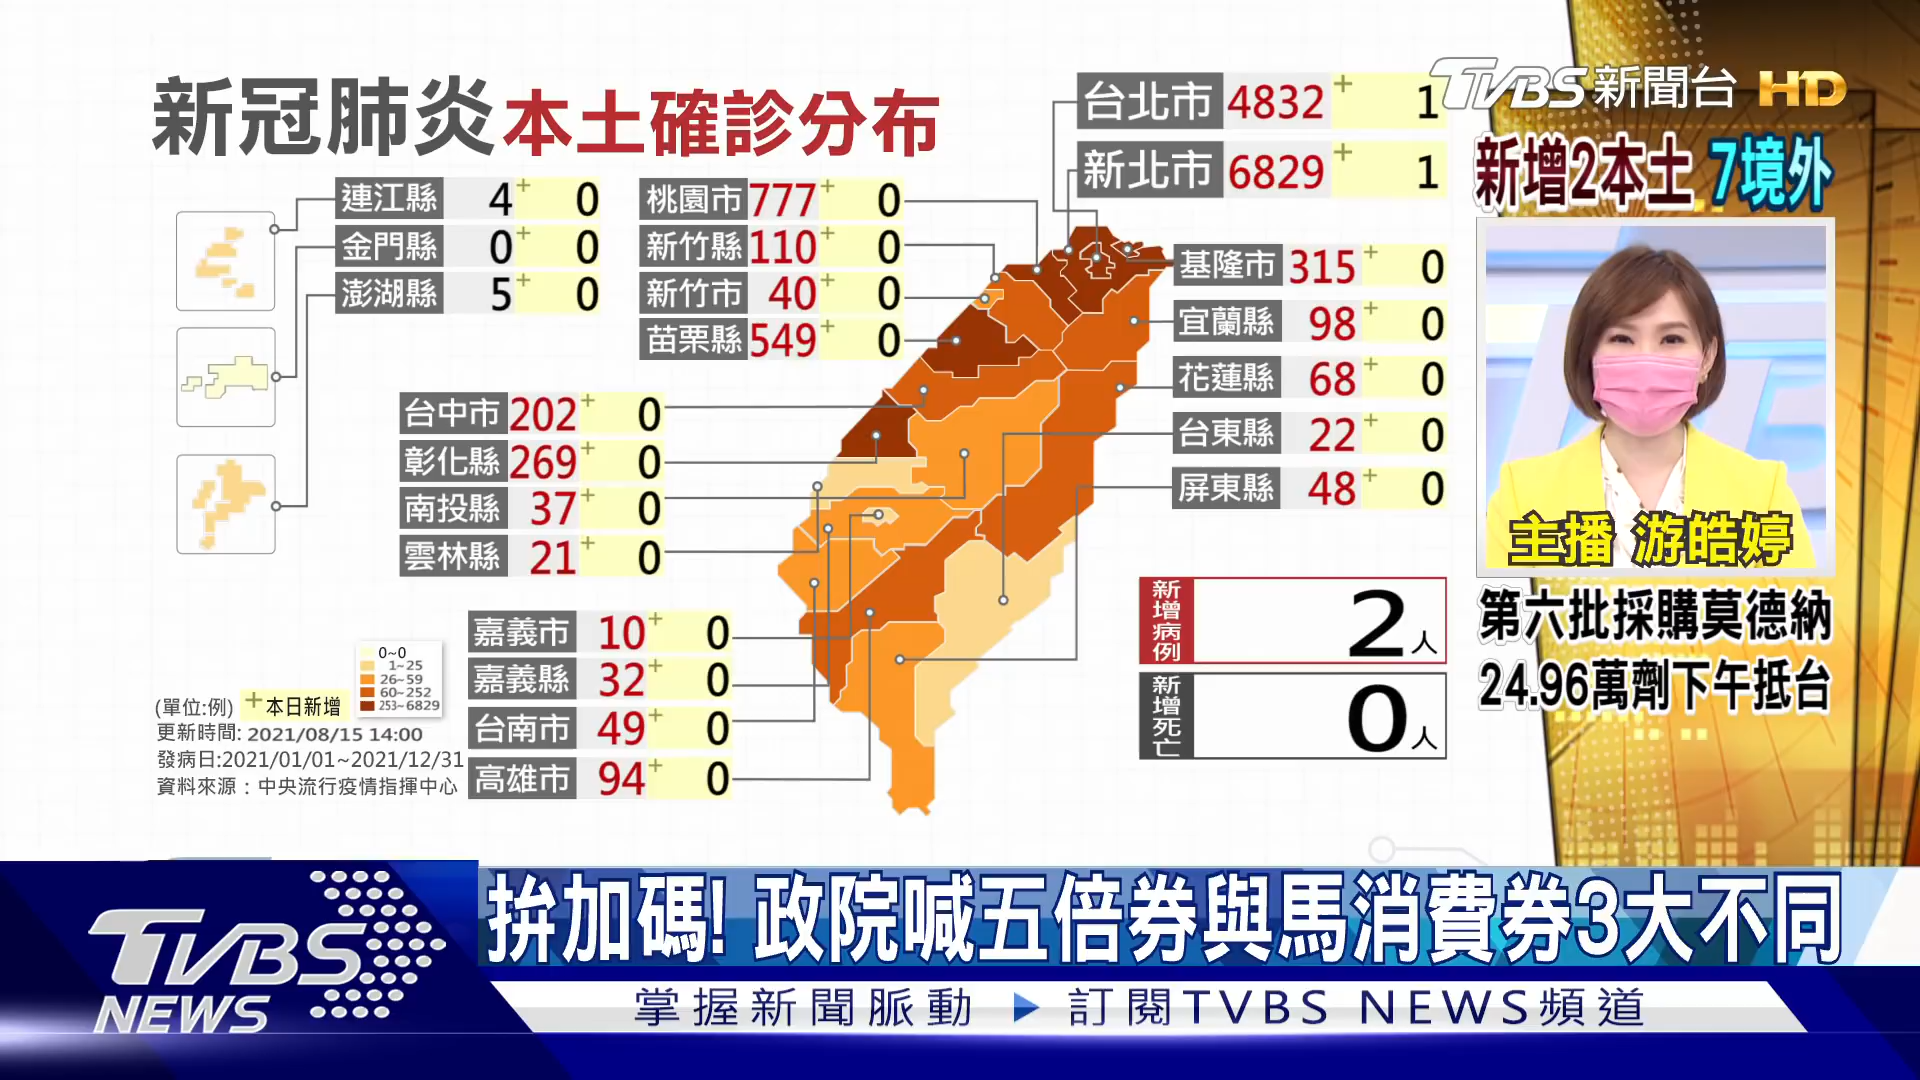 新冠肺炎本土確診分布
連江縣 4 + 0
金門縣 0 + 0
澎湖縣 5 + 0
桃園市 777 + 0
新竹縣 110 + 0
新竹市 40 + 0
苗栗縣 549 + 0
台北市 4832 + 1
新北市 6829 + 1
基隆市 315 + 0
宜蘭縣 98 + 0
花蓮縣 68 + 0
台東縣 22 + 0
屏東縣 48 + 0
台中市 202 + 0
彰化縣 269 + 0
南投縣 37 + 0
雲林縣 21 + 0
嘉義市 10 + 0
嘉義縣 32 + 0
台南市 49 + 0
高雄市 94 + 0
新增病例 2人
新增死亡 0人
0~0
1~25
26~59
60~252
253~6829
(單位:例) +本日新增
更新時間: 2021/08/15 14:00
發病日:2021/01/01~2021/12/31
資料來源：中央流行疫情指揮中心
TVBS新聞台 HD
新增2本土 7境外
主播 游皓婷
第六批採購莫德納
24.96萬劑下午抵台
TVBS
NEWS
拚加碼! 政院喊五倍券與馬消費券3大不同
掌握新聞脈動 ▶ 訂閱TVBS NEWS頻道